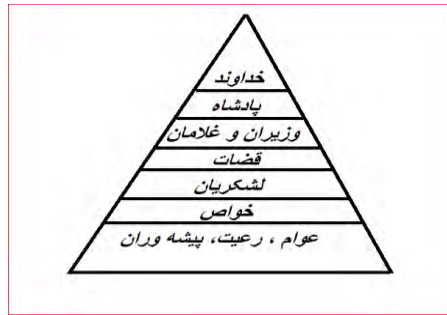 خداوند
پادشاه
وزیران و غلامان
قضات
لشکریان
خواص
عوام ، رعیت، پیشه وران